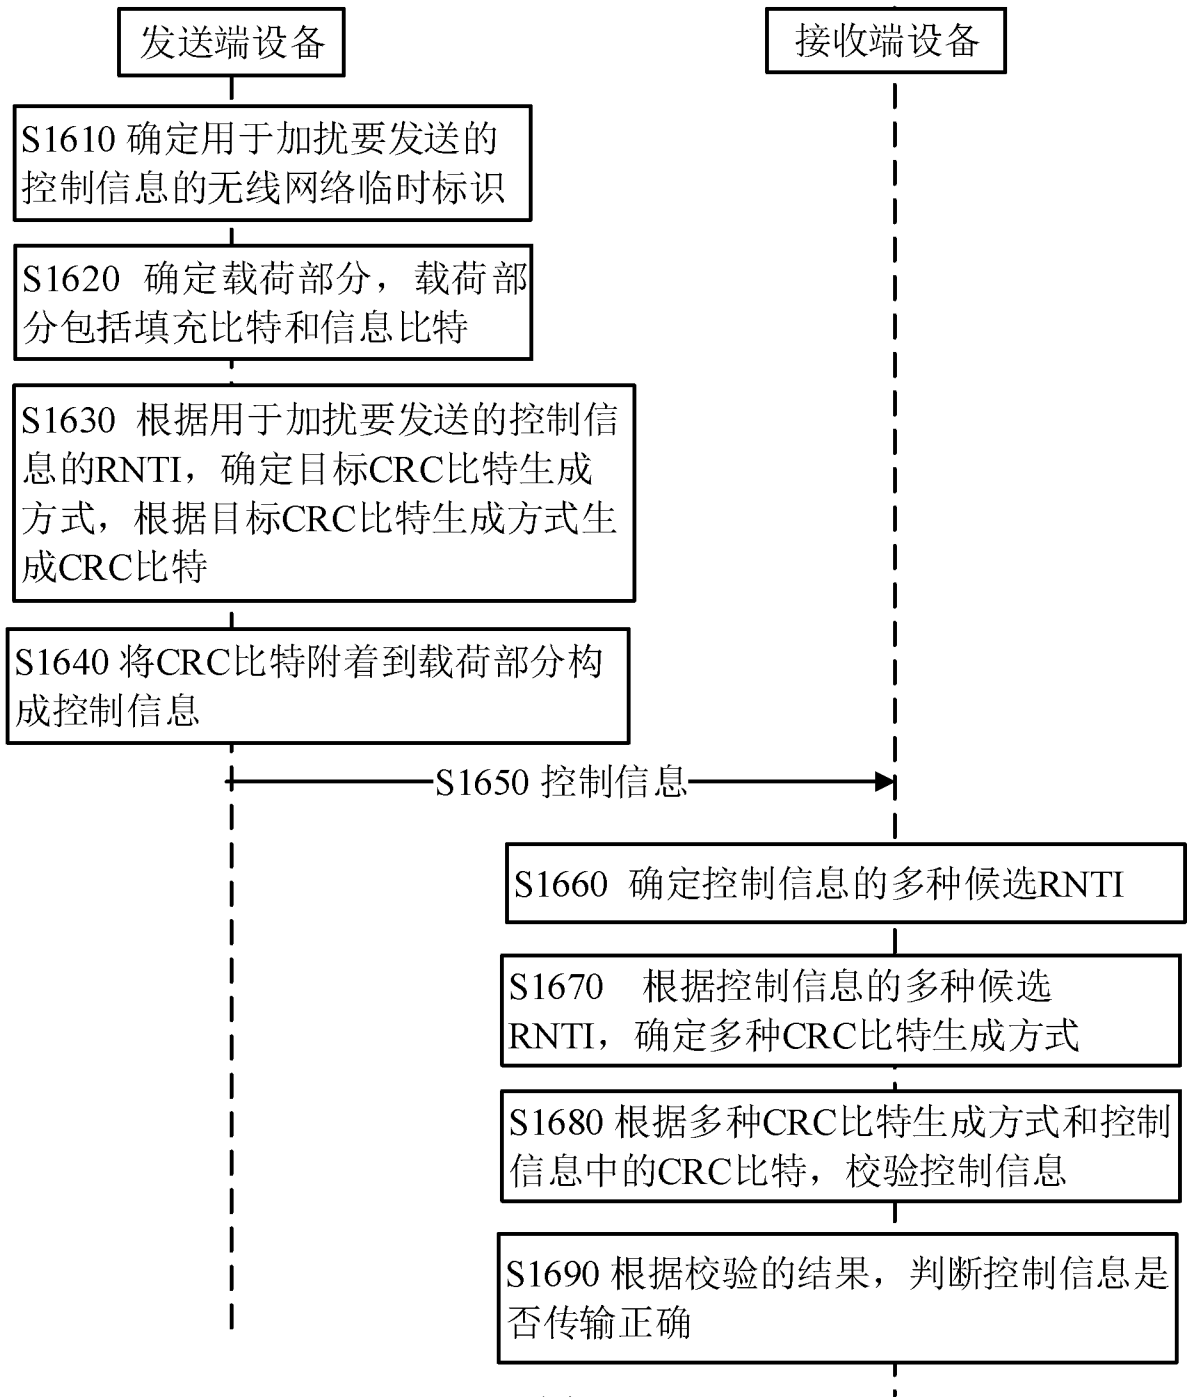 发送端设备
接收端设备
S1610 确定用于加扰要发送的
控制信息的无线网络临时标识
S1620 确定载荷部分，载荷部
分包括填充比特和信息比特
S1630 根据用于加扰要发送的控制信
息的RNTI，确定目标CRC比特生成
方式，根据目标CRC比特生成方式生
成CRC比特
S1640 将CRC比特附着到载荷部分构
成控制信息
S1650 控制信息
S1660 确定控制信息的多种候选RNTI
S1670 根据控制信息的多种候选
RNTI，确定多种CRC比特生成方式
S1680 根据多种CRC比特生成方式和控制
信息中的CRC比特，校验控制信息
S1690 根据校验的结果，判断控制信息是
否传输正确